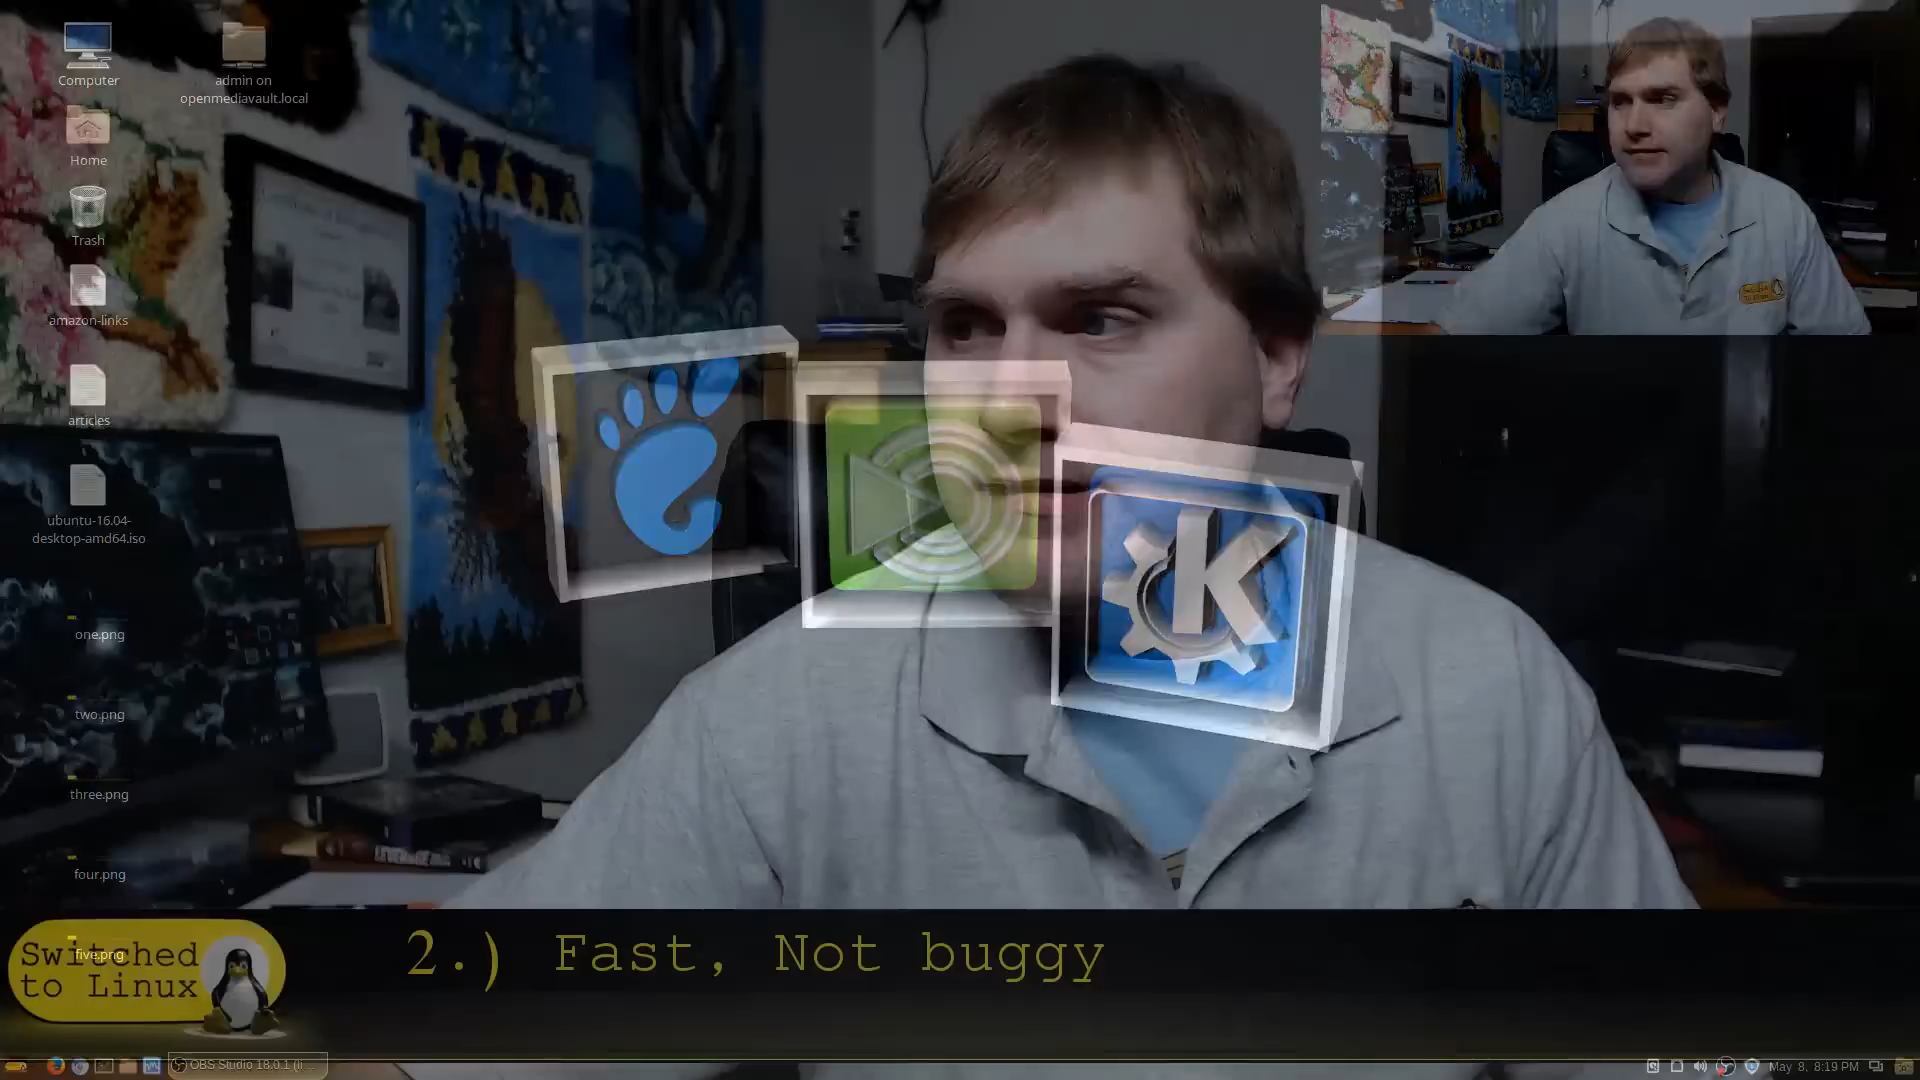 Computer
admin on
openmediavault.local
Home
Trash
amazon-links
articles
ubuntu-16.04-
desktop-amd64.iso
one.png
two.png
three.png
four.png
five.png
Switched
to Linux
2.) Fast, Not buggy
OBS Studio 18.0.1 (li...
May 8, 8:19 PM